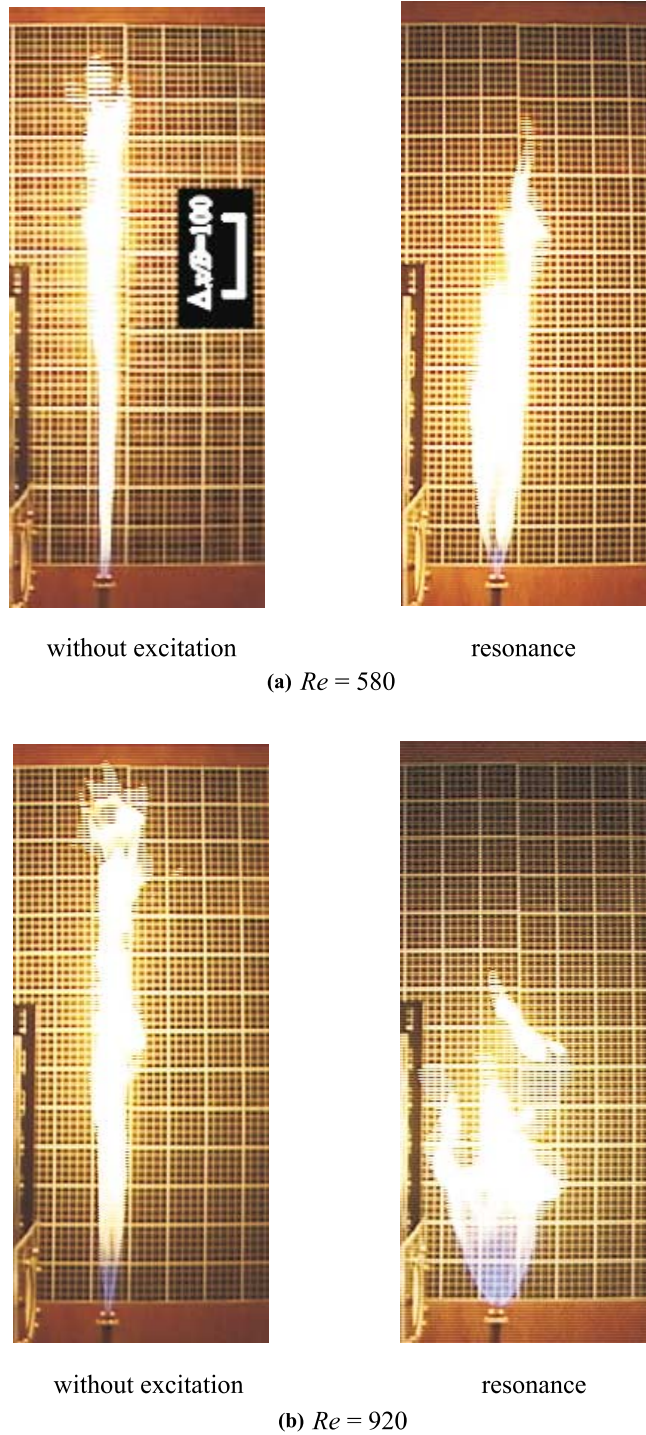 Δx/B=100
without excitation
resonance
(a) Re = 580
without excitation
resonance
(b) Re = 920